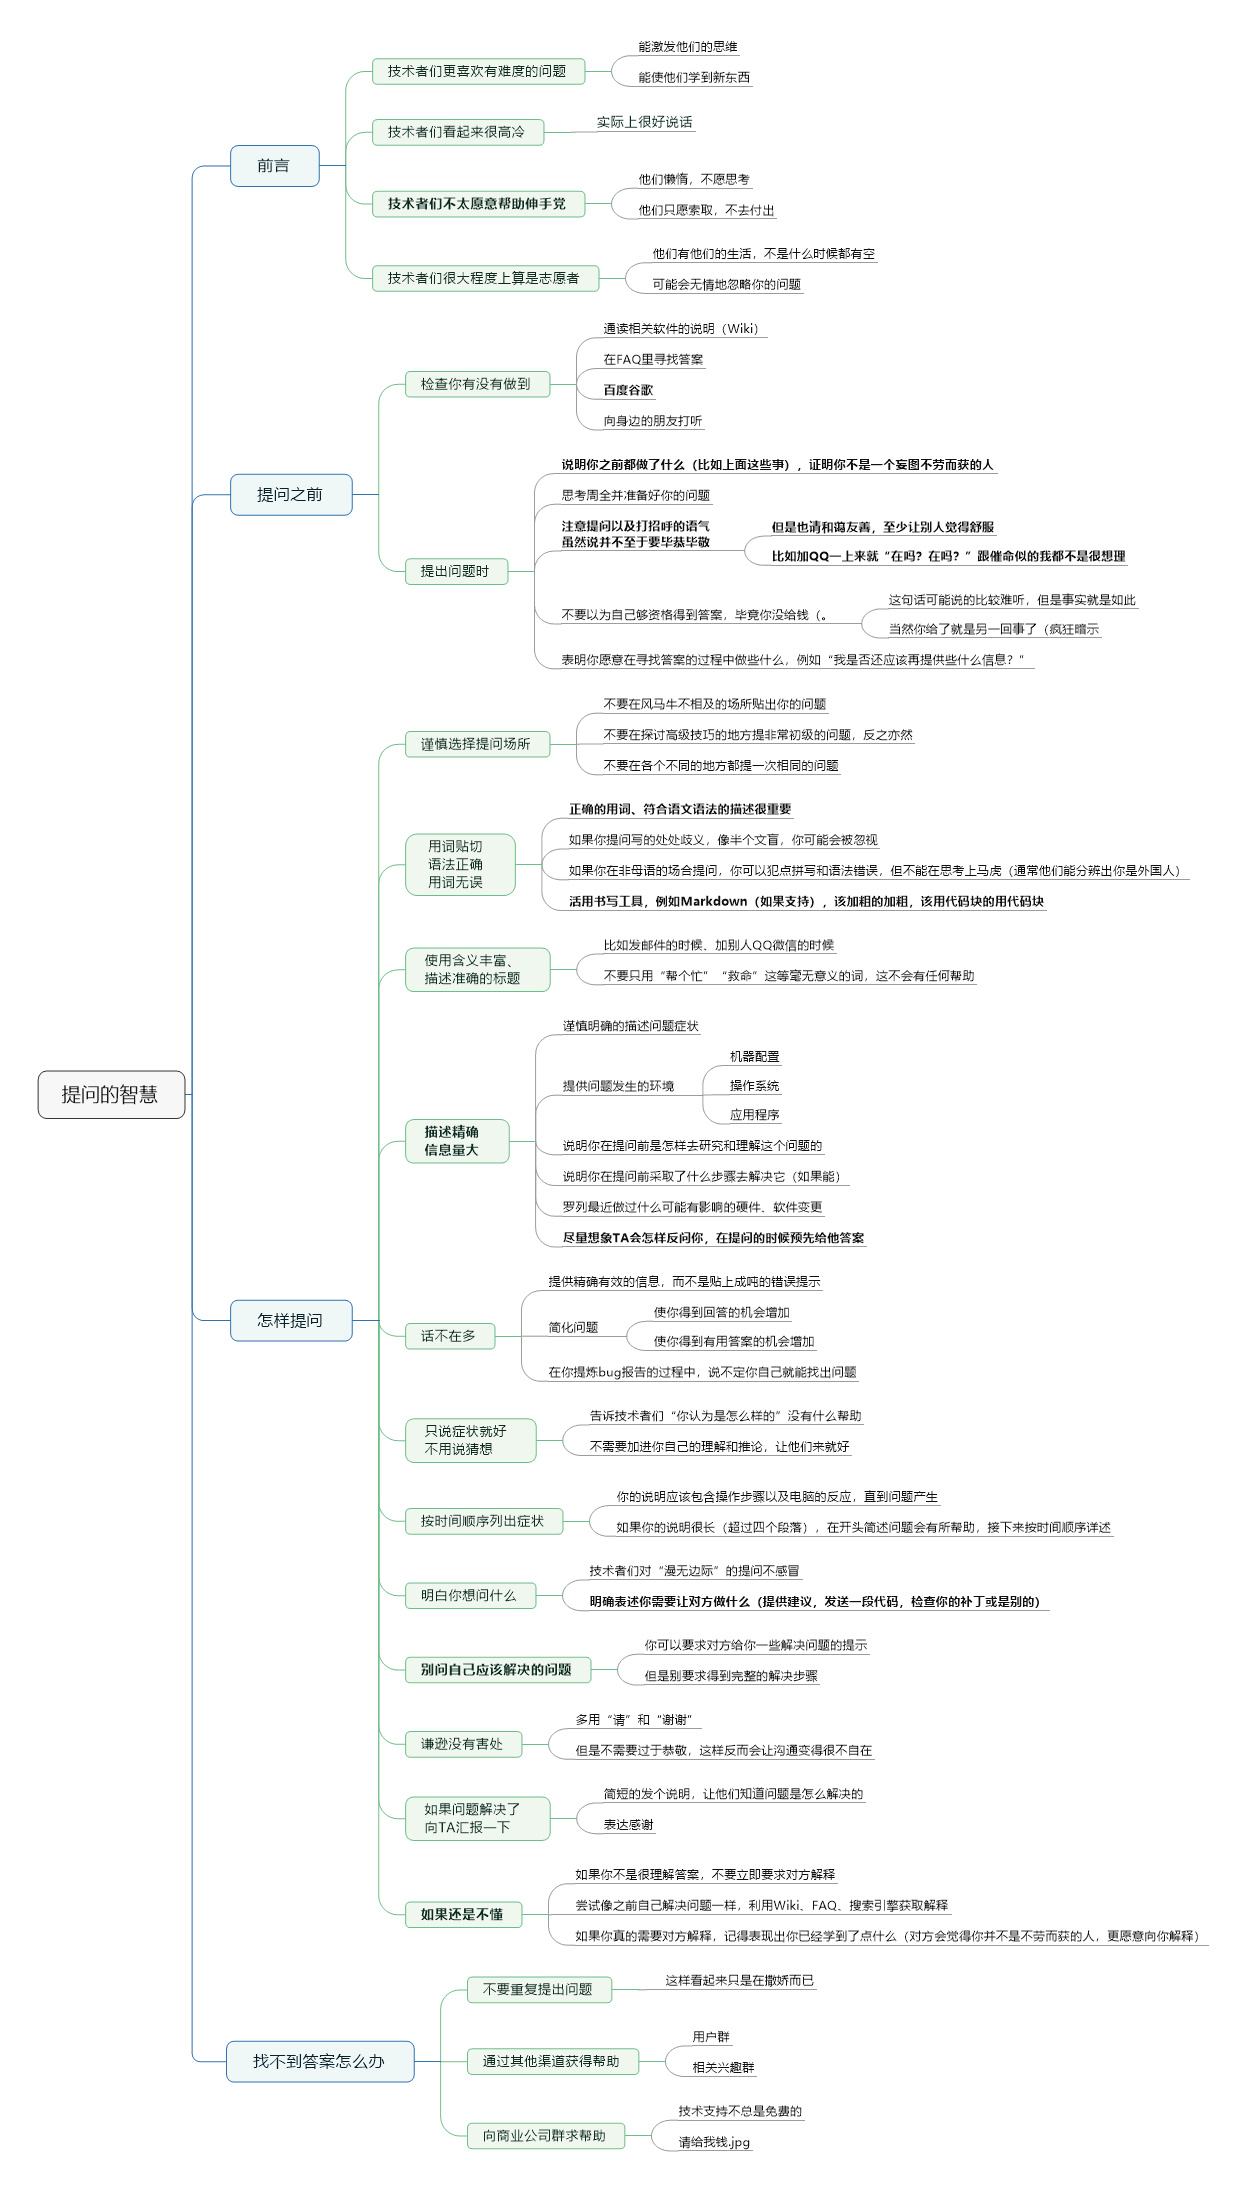 提问的智慧
前言
技术者们更喜欢有难度的问题
能激发他们的思维
能使他们学到新东西
技术者们看起来很高冷
实际上很好说话
技术者们不太愿意帮助伸手党
他们懒惰，不愿思考
他们只愿索取，不去付出
技术者们很大程度上算是志愿者
他们有他们的生活，不是什么时候都有空
可能会无情地忽略你的问题
提问之前
检查你有没有做到
通读相关软件的说明（Wiki）
在FAQ里寻找答案
百度谷歌
向身边的朋友打听
提出问题时
说明你之前都做了什么（比如上面这些事），证明你不是一个妄图不劳而获的人
思考周全并准备好你的问题
注意提问以及打招呼的语气
虽然说并不至于要毕恭毕敬
但是也请和蔼友善，至少让别人觉得舒服
比如加QQ一上来就“在吗？在吗？”跟催命似的我都不是很想理
不要以为自己够资格得到答案，毕竟你没给钱（。
这句话可能说的比较难听，但是事实就是如此
当然你给了就是另一回事了（疯狂暗示
表明你愿意在寻找答案的过程中做些什么，例如“我是否还应该再提供些什么信息？”
怎样提问
谨慎选择提问场所
不要在风马牛不相及的场所贴出你的问题
不要在探讨高级技巧的地方提非常初级的问题，反之亦然
不要在各个不同的地方都提一次相同的问题
用词贴切
语法正确
用词无误
正确的用词、符合语文语法的描述很重要
如果你提问写的处处歧义，像半个文盲，你可能会被忽视
如果你在非母语的场合提问，你可以犯点拼写和语法错误，但不能在思考上马虎（通常他们能分辨出你是外国人）
活用书写工具，例如Markdown（如果支持），该加粗的加粗，该用代码块的用代码块
使用含义丰富、
描述准确的标题
比如发邮件的时候、加别人QQ微信的时候
不要只用“帮个忙”“救命”这等毫无意义的词，这不会有任何帮助
描述精确
信息量大
谨慎明确的描述问题症状
提供问题发生的环境
机器配置
操作系统
应用程序
说明你在提问前是怎样去研究和理解这个问题的
说明你在提问前采取了什么步骤去解决它（如果能）
罗列最近做过什么可能有影响的硬件、软件变更
尽量想象TA会怎样反问你，在提问的时候预先给他答案
话不在多
提供精确有效的信息，而不是贴上成吨的错误提示
简化问题
使你得到回答的机会增加
使你得到有用答案的机会增加
在你提炼bug报告的过程中，说不定你自己就能找出问题
只说症状就好
不用说猜想
告诉技术者们“你认为是怎么样的”没有什么帮助
不需要加进你自己的理解和推论，让他们来就好
按时间顺序列出症状
你的说明应该包含操作步骤以及电脑的反应，直到问题产生
如果你的说明很长（超过四个段落），在开头简述问题会有所帮助，接下来按时间顺序详述
明白你想问什么
技术者们对“漫无边际”的提问不感冒
明确表述你需要让对方做什么（提供建议，发送一段代码，检查你的补丁或是别的）
别问自己应该解决的问题
你可以要求对方给你一些解决问题的提示
但是别要求得到完整的解决步骤
谦逊没有害处
多用“请”和“谢谢”
但是不需要过于恭敬，这样反而会让沟通变得很不自在
如果问题解决了
向TA汇报一下
简短的发个说明，让他们知道问题是怎么解决的
表达感谢
如果还是不懂
如果你不是很理解答案，不要立即要求对方解释
尝试像之前自己解决问题一样，利用Wiki、FAQ、搜索引擎获取解释
如果你真的需要对方解释，记得表现出你已经学到了点什么（对方会觉得你并不是不劳而获的人，更愿意向你解释）
找不到答案怎么办
不要重复提出问题
这样看起来只是在撒娇而已
通过其他渠道获得帮助
用户群
相关兴趣群
向商业公司群求帮助
技术支持不总是免费的
请给我钱.jpg